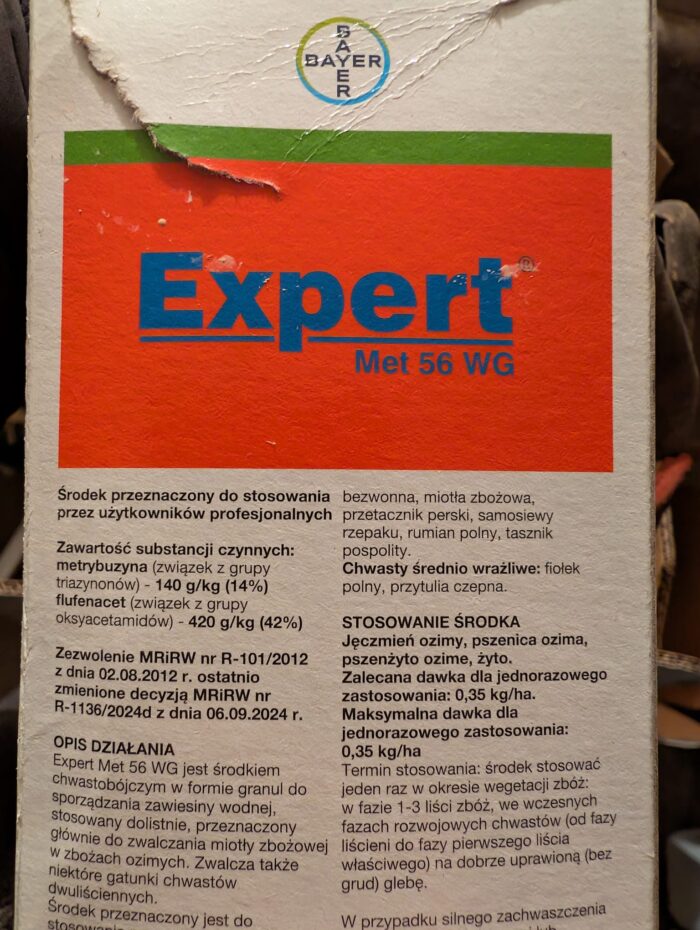 BAYER
BAYER
Expert®
Met 56 WG
Środek przeznaczony do stosowania
przez użytkowników profesjonalnych
Zawartość substancji czynnych:
metrybuzyna (związek z grupy
triazynonów) - 140 g/kg (14%)
flufenacet (związek z grupy
oksyacetamidów) - 420 g/kg (42%)
Zezwolenie MRiRW nr R-101/2012
z dnia 02.08.2012 r. ostatnio
zmienione decyzją MRiRW nr
R-1136/2024d z dnia 06.09.2024 r.
OPIS DZIAŁANIA
Expert Met 56 WG jest środkiem
chwastobójczym w formie granul do
sporządzania zawiesiny wodnej,
stosowany dolistnie, przeznaczony
głównie do zwalczania miotły zbożowej
w zbożach ozimych. Zwalcza także
niektóre gatunki chwastów
dwuliściennych.
Środek przeznaczony jest do
bezwonna, miotła zbożowa,
przetacznik perski, samosiewy
rzepaku, rumian polny, tasznik
pospolity.
Chwasty średnio wrażliwe: fiołek
polny, przytulia czepna.
STOSOWANIE ŚRODKA
Jęczmień ozimy, pszenica ozima,
pszenżyto ozime, żyto.
Zalecana dawka dla jednorazowego
zastosowania: 0,35 kg/ha.
Maksymalna dawka dla
jednorazowego zastosowania:
0,35 kg/ha
Termin stosowania: środek stosować
jeden raz w okresie wegetacji zbóż:
w fazie 1-3 liści zbóż, we wczesnych
fazach rozwojowych chwastów (od fazy
liścieni do fazy pierwszego liścia
właściwego) na dobrze uprawioną (bez
grud) glebę.
W przypadku silnego zachwaszczenia